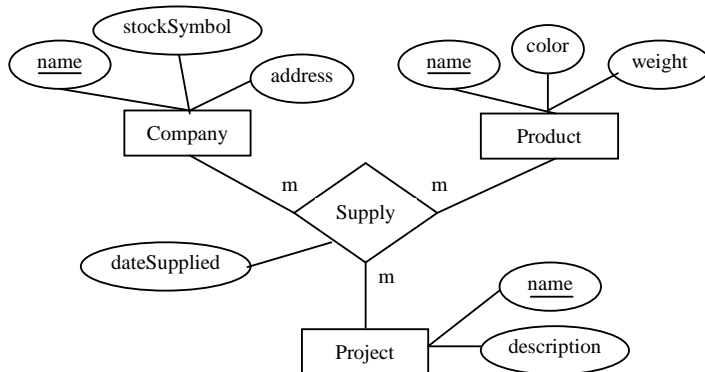 stockSymbol
name
address
Company
name
color
weight
Product
m
m
Supply
dateSupplied
m
name
Project
description